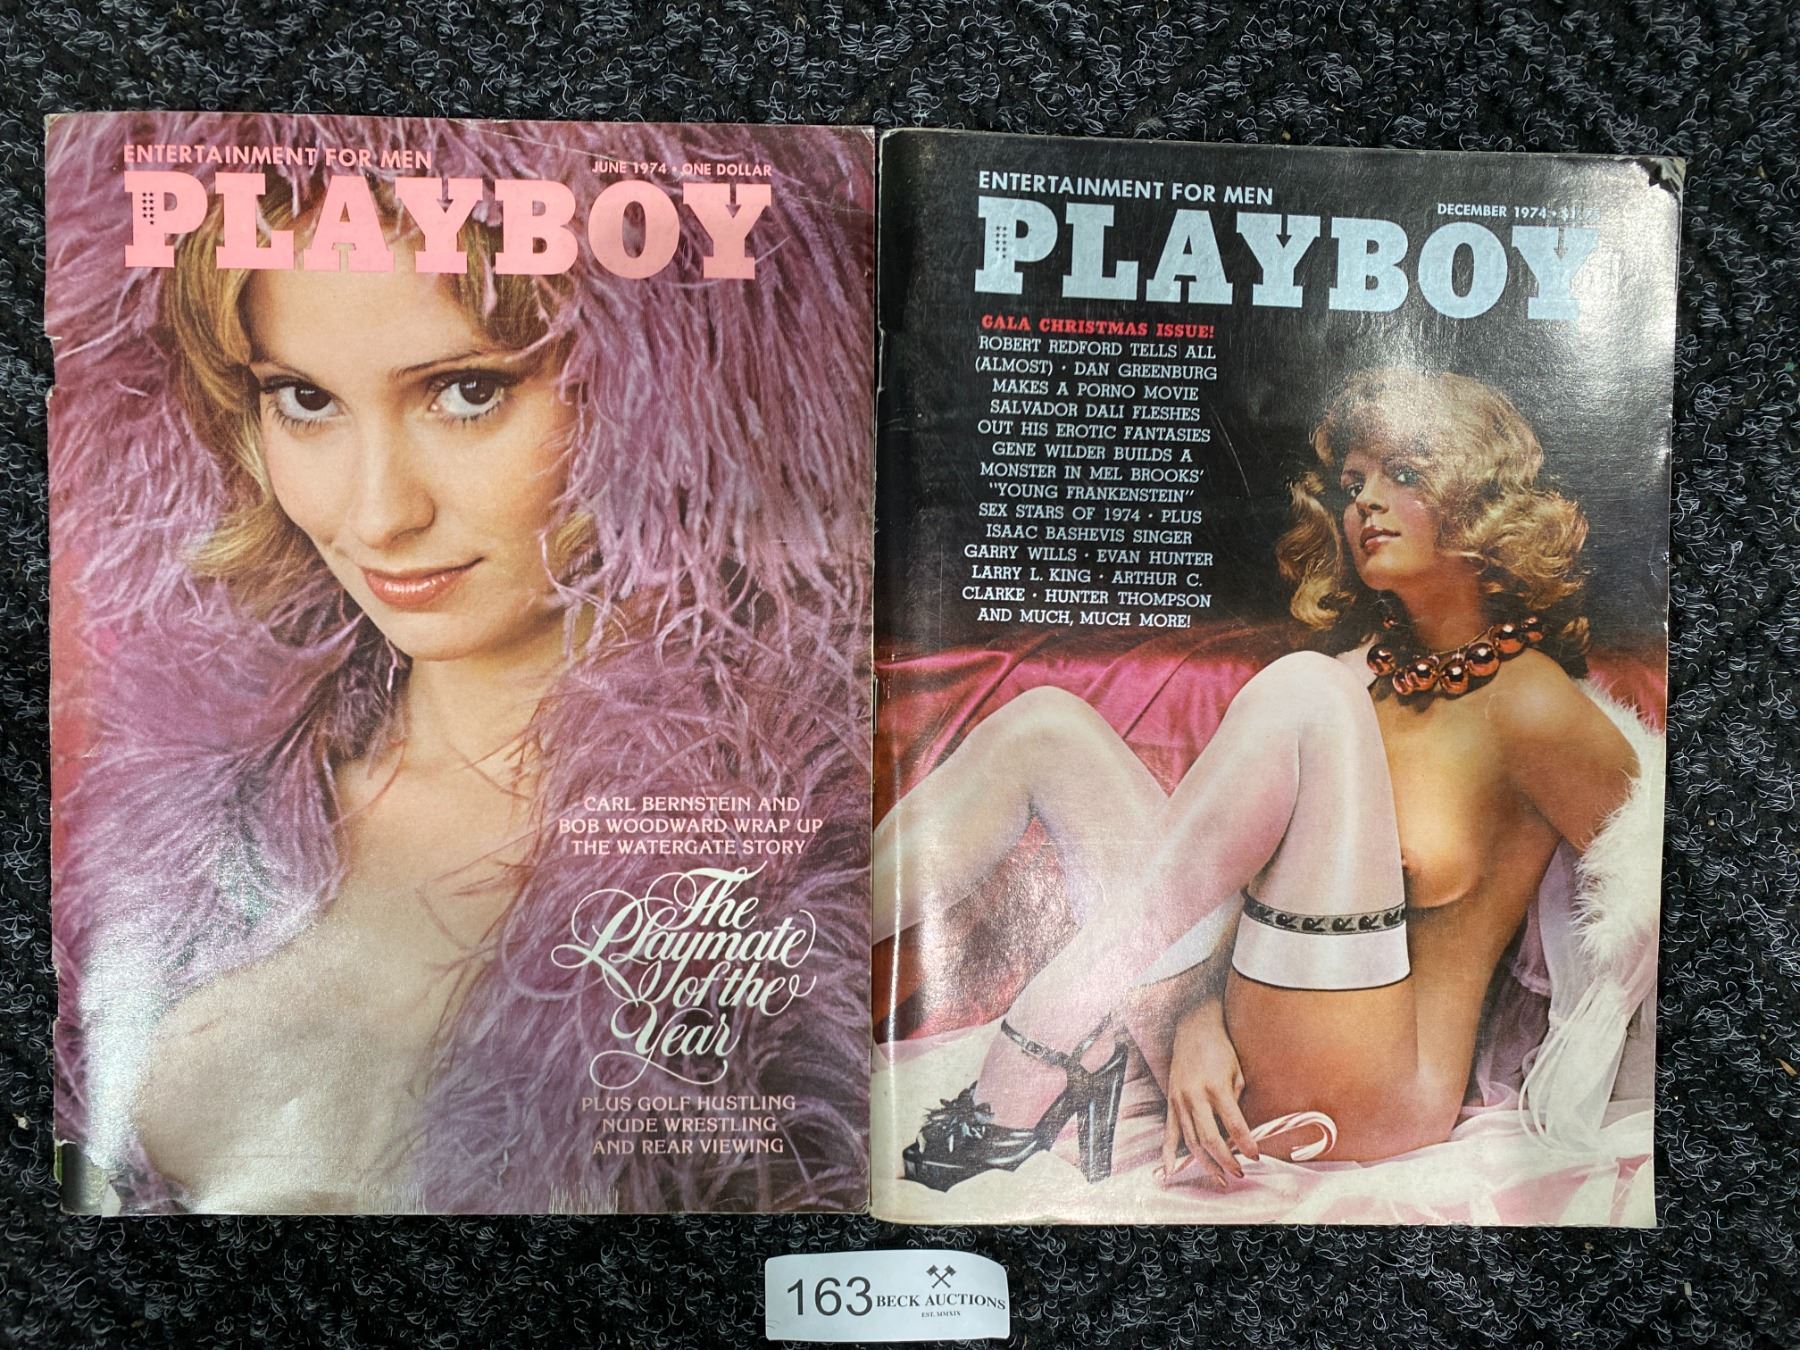 ENTERTAINMENT FOR MEN
JUNE 1974 • ONE DOLLAR
PLAYBOY
CARL BERNSTEIN AND
BOB WOODWARD WRAP UP
THE WATERGATE STORY
The
Playmate
of the
Year
PLUS GOLF HUSTLING
NUDE WRESTLING
AND REAR VIEWING
ENTERTAINMENT FOR MEN
DECEMBER 1974 • $1.75
PLAYBOY
GALA CHRISTMAS ISSUE!
ROBERT REDFORD TELLS ALL
(ALMOST) • DAN GREENBURG
MAKES A PORNO MOVIE
SALVADOR DALI FLESHES
OUT HIS EROTIC FANTASIES
GENE WILDER BUILDS A
MONSTER IN MEL BROOKS'
"YOUNG FRANKENSTEIN"
SEX STARS OF 1974 • PLUS
ISAAC BASHEVIS SINGER
GARRY WILLS • EVAN HUNTER
LARRY L. KING • ARTHUR C.
CLARKE • HUNTER THOMPSON
AND MUCH, MUCH MORE!
163
BECK AUCTIONS
EST. MMXIX